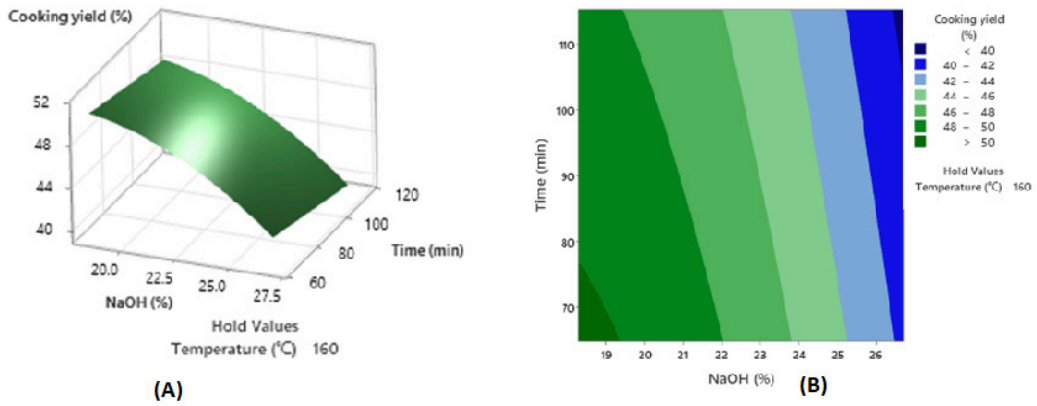 Cooking yield (%)
52
48
44
40
20.0
22.5
25.0
27.5
NaOH (%)
60
80
100
120
Time (min)
Hold Values
Temperature (℃) 160
(A)
110
100
90
80
70
Time (min)
19 20 21 22 23 24 25 26
NaOH (%)
(B)
Cooking yield
(%)
< 40
40 – 42
42 – 44
44 – 46
46 – 48
48 – 50
> 50
Hold Values
Temperature (℃) 160